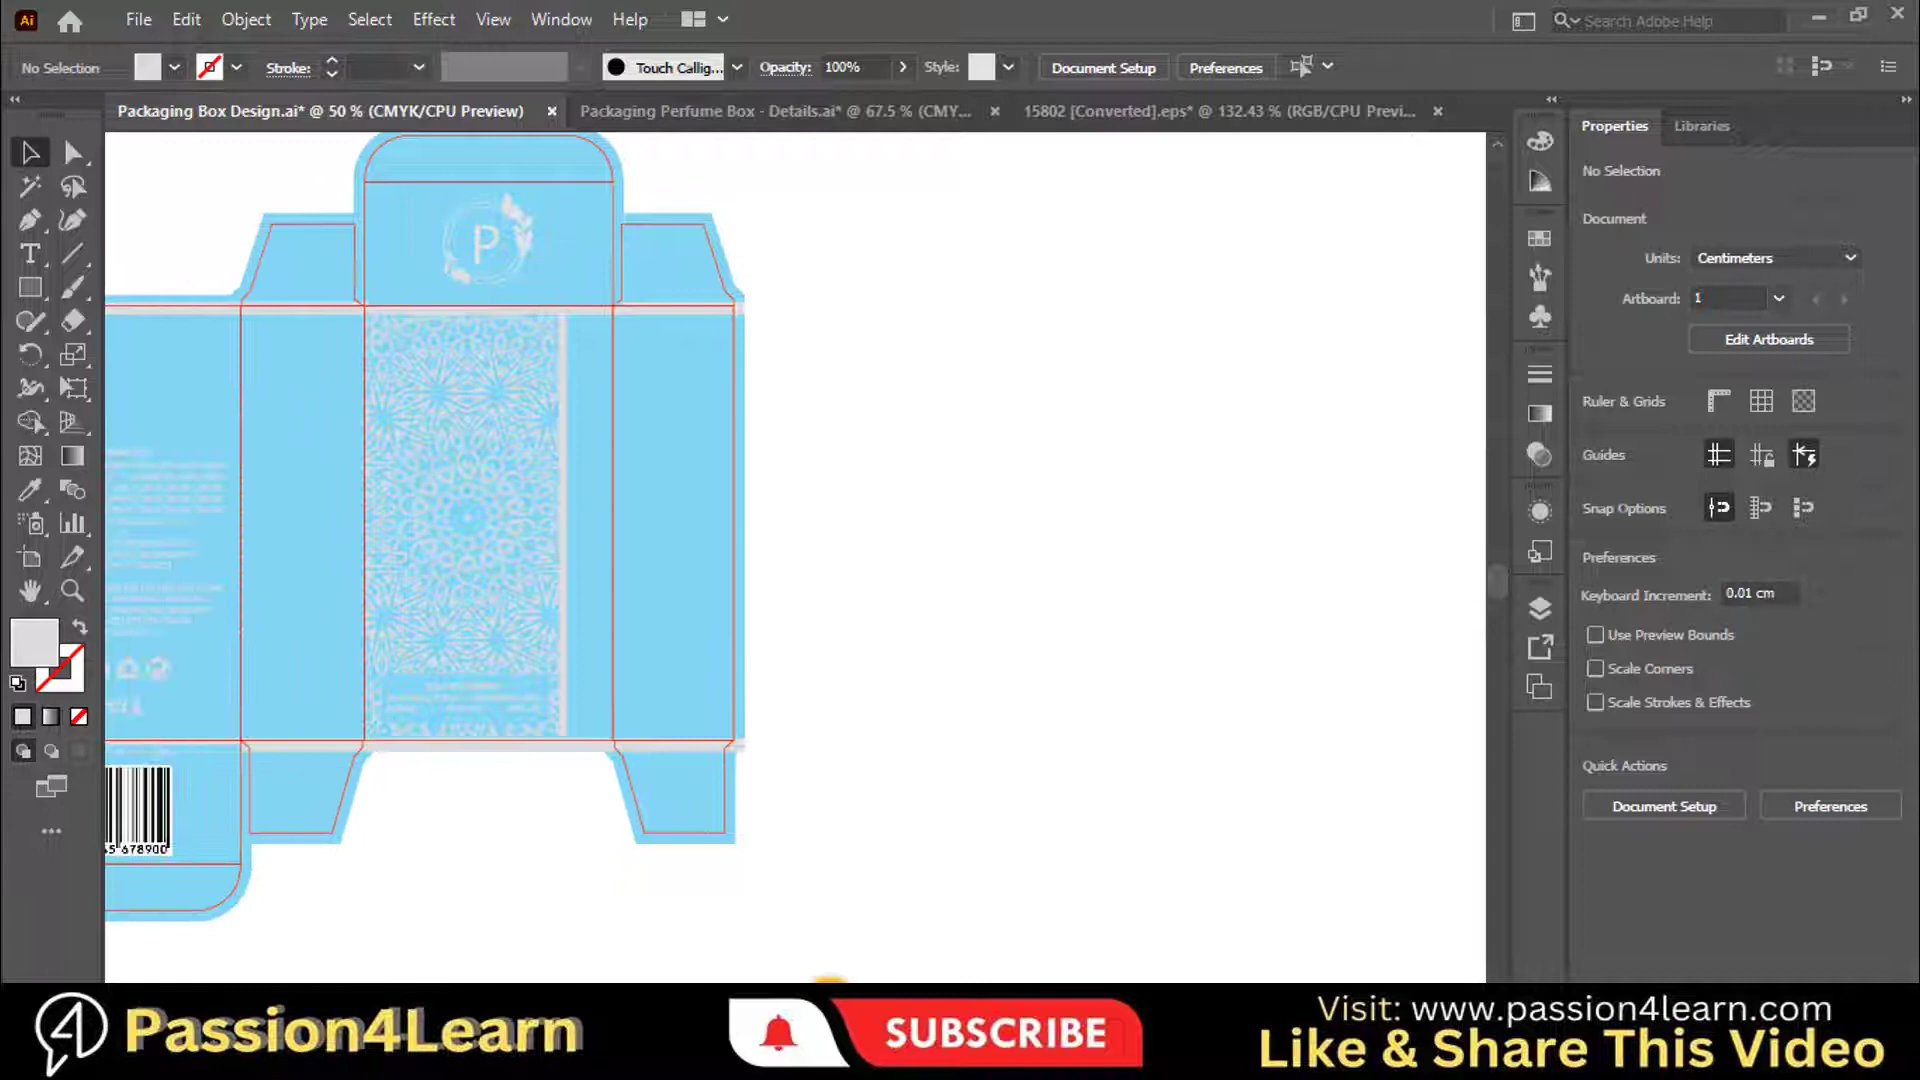 Ai File Edit Object Type Select Effect View Window Help Search Adobe Help
No Selection Stroke: Touch Callig... Opacity: 100% Style: Document Setup Preferences
Packaging Box Design.ai* @ 50 % (CMYK/CPU Preview) Packaging Perfume Box - Details.ai* @ 67.5 % (CMY... 15802 [Converted].eps* @ 132.43 % (RGB/CPU Previ...
Properties Libraries
No Selection
Document
Units: Centimeters
Artboard: 1
Edit Artboards
Ruler & Grids
Guides
Snap Options
Preferences
Keyboard Increment: 0.01 cm
Use Preview Bounds
Scale Corners
Scale Strokes & Effects
Quick Actions
Document Setup Preferences
P
678900
Passion4Learn
SUBSCRIBE
Visit: www.passion4learn.com
Like & Share This Video